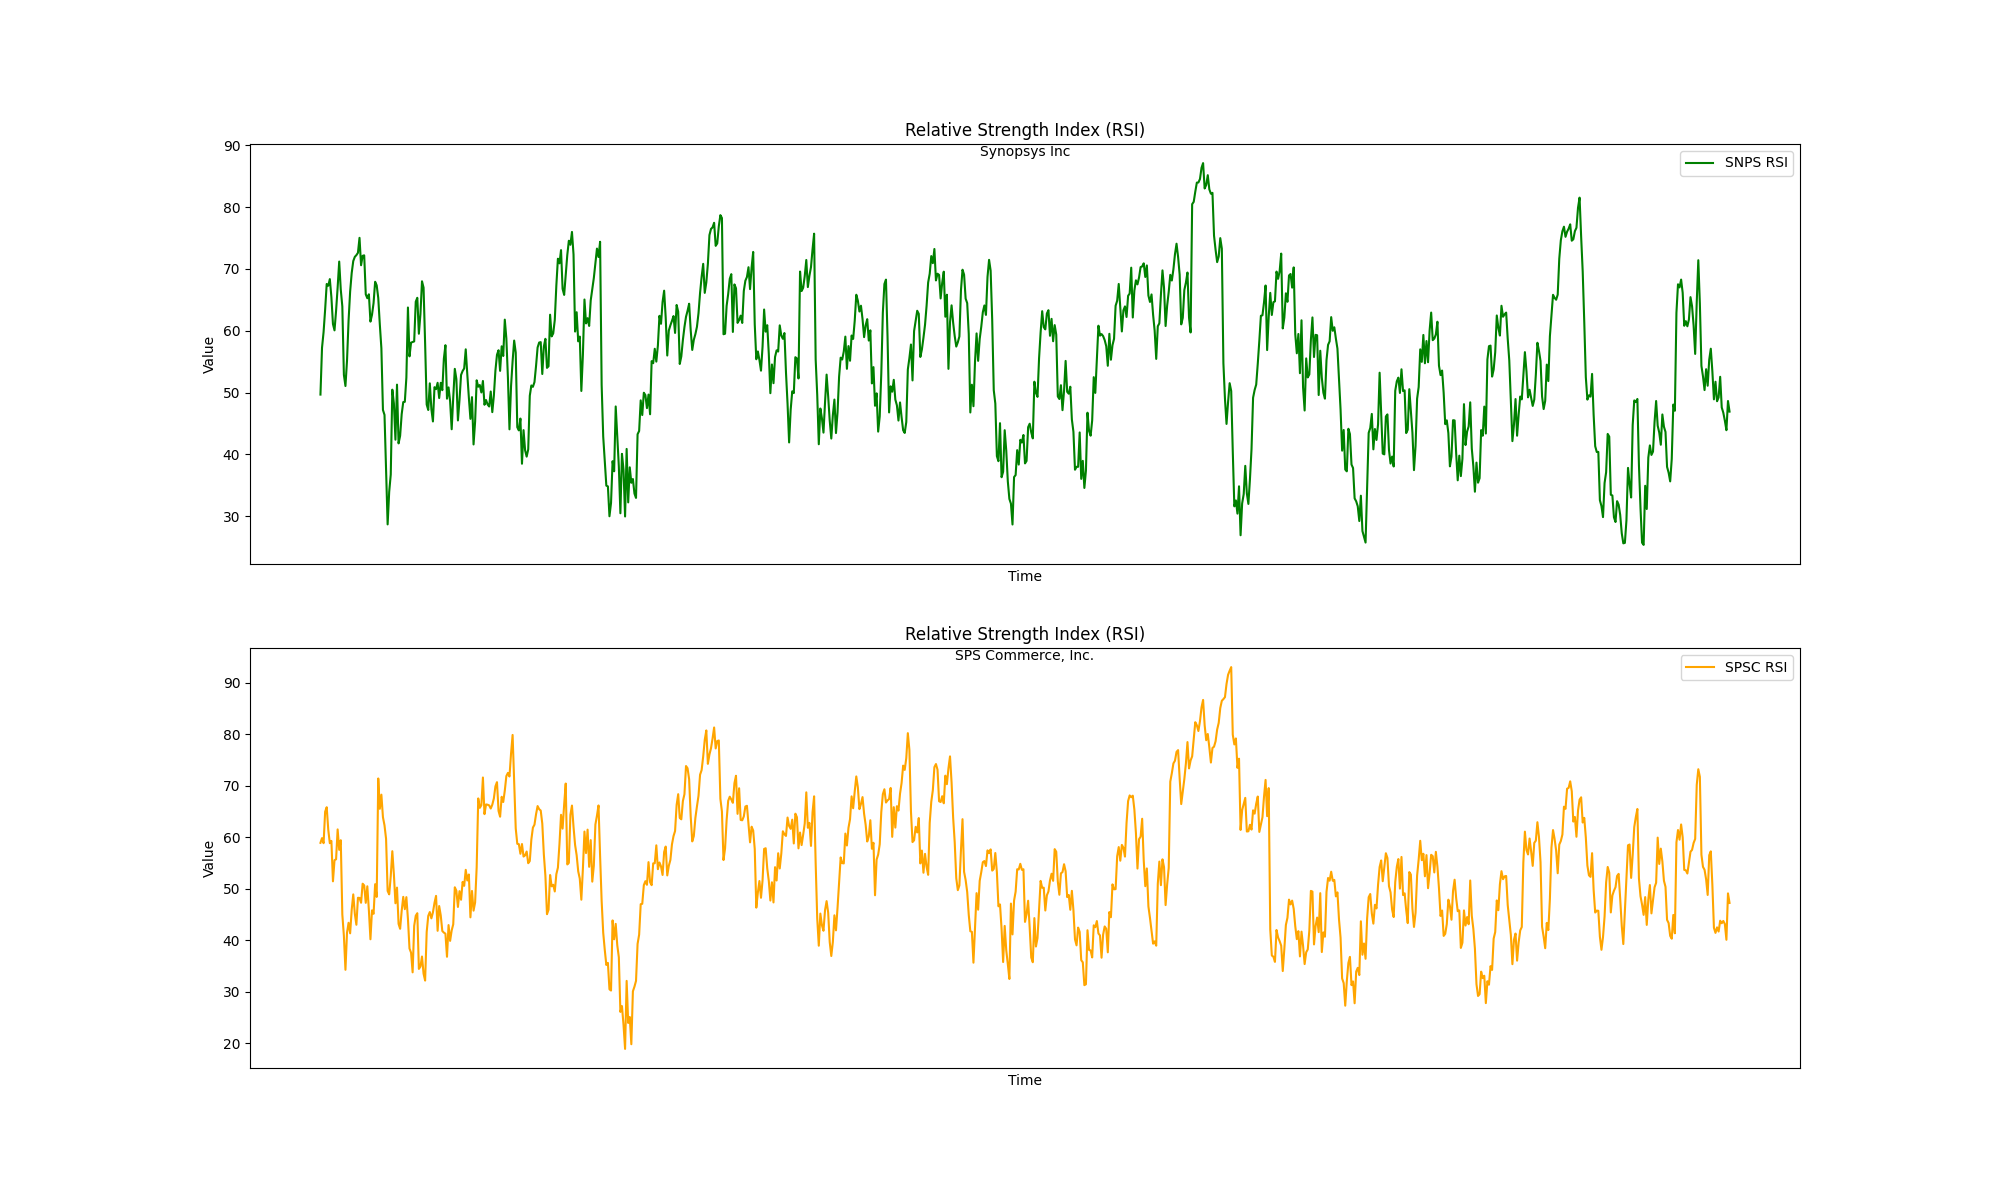 Relative Strength Index (RSI)
Synopsys Inc
SNPS RSI
90
80
70
60
50
40
30
Value
Time
Relative Strength Index (RSI)
SPS Commerce, Inc.
SPSC RSI
90
80
70
60
50
40
30
20
Value
Time